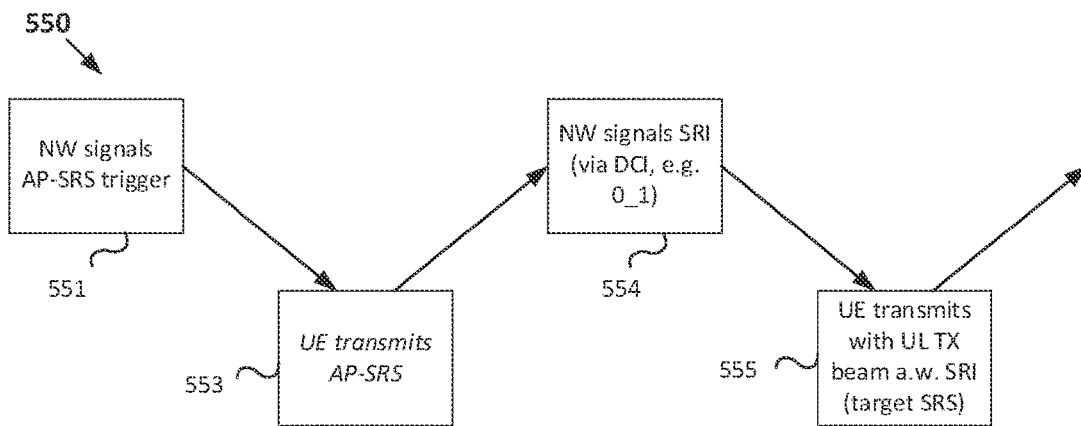 550
NW signals
AP-SRS trigger
551
UE transmits
AP-SRS
553
NW signals SRI
(via DCI, e.g.
0_1)
554
UE transmits
with UL TX
beam a.w. SRI
(target SRS)
555